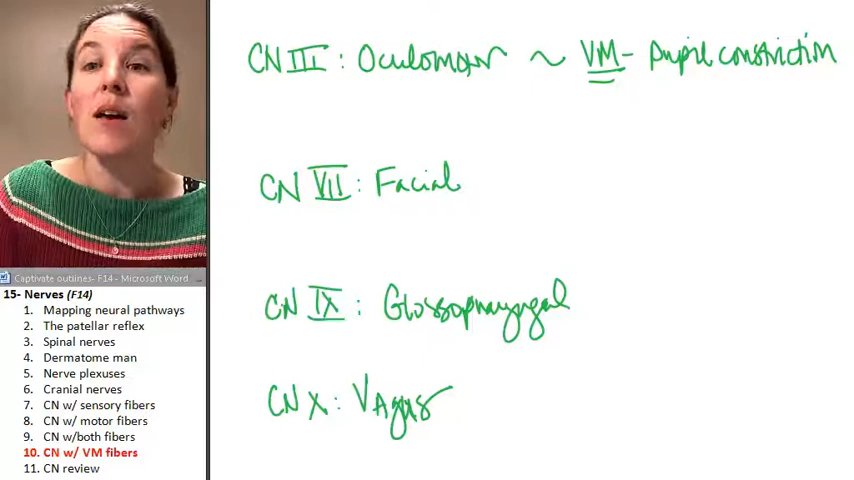 CN III : Oculomotor ~ VM- Pupil constriction
CN VII : Facial
CN IX : Glossopharyngeal
CN X : VAgus
Captivate outlines- F14 - Microsoft Word
15- Nerves (F14)
1. Mapping neural pathways
2. The patellar reflex
3. Spinal nerves
4. Dermatome man
5. Nerve plexuses
6. Cranial nerves
7. CN w/ sensory fibers
8. CN w/ motor fibers
9. CN w/both fibers
10. CN w/ VM fibers
11. CN review